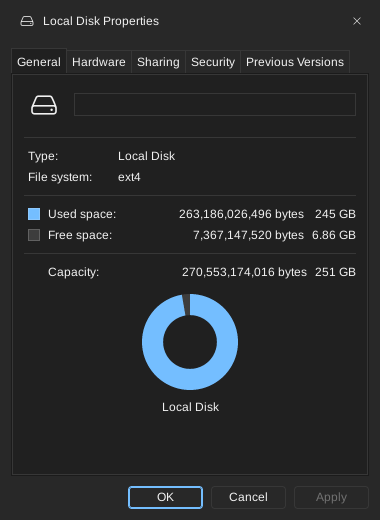 Local Disk Properties
General Hardware Sharing Security Previous Versions
Type: Local Disk
File system: ext4
Used space: 263,186,026,496 bytes 245 GB
Free space: 7,367,147,520 bytes 6.86 GB
Capacity: 270,553,174,016 bytes 251 GB
Local Disk
OK Cancel Apply